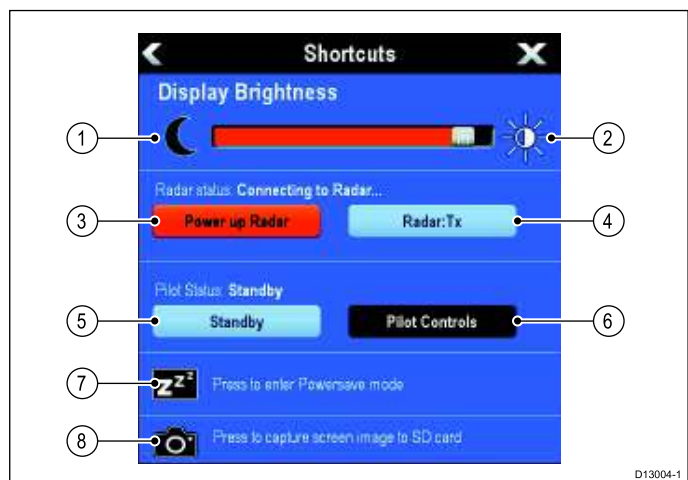 Shortcuts
Display Brightness
1
2
Radar status: Connecting to Radar...
3
Power up Radar
Radar:Tx
4
Pilot Status: Standby
5
Standby
Pilot Controls
6
7
zzz
Press to enter Powersave mode
8
Press to capture screen image to SD card
D13004-1